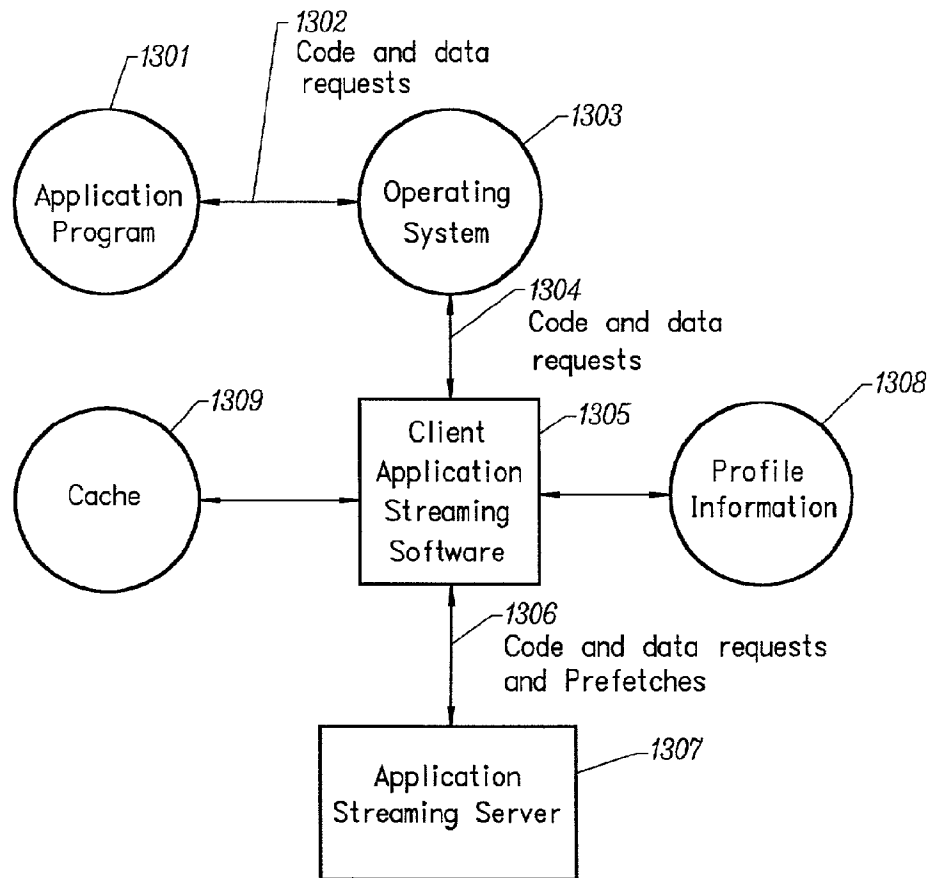 1302
Code and data
requests
1301
1303
Application
Program
Operating
System
1304
Code and data
requests
1309
1305
1308
Cache
Client
Application
Streaming
Software
Profile
Information
1306
Code and data requests
and Prefetches
1307
Application
Streaming Server